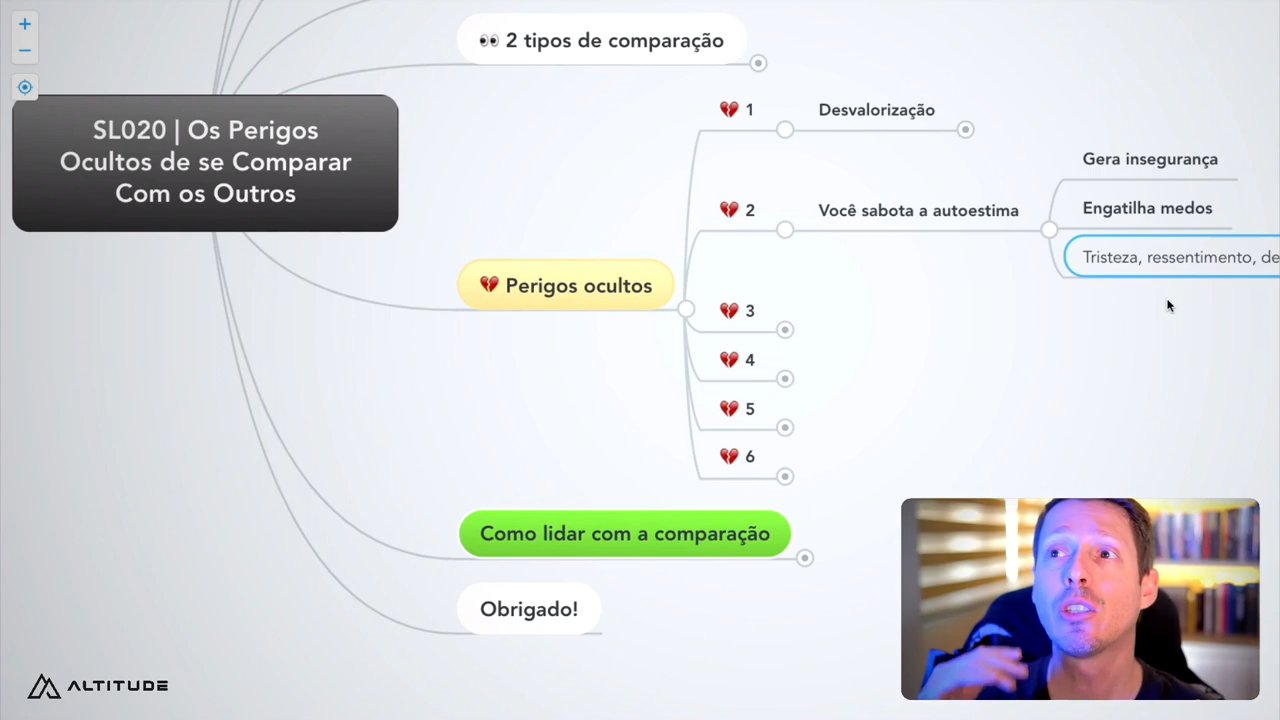 +
−
👀 2 tipos de comparação
SL020 | Os Perigos
Ocultos de se Comparar
Com os Outros
💔 1
Desvalorização
Gera insegurança
💔 2
Você sabota a autoestima
Engatilha medos
Tristeza, ressentimento, de
💔 Perigos ocultos
💔 3
💔 4
💔 5
💔 6
Como lidar com a comparação
Obrigado!
ALTITUDE